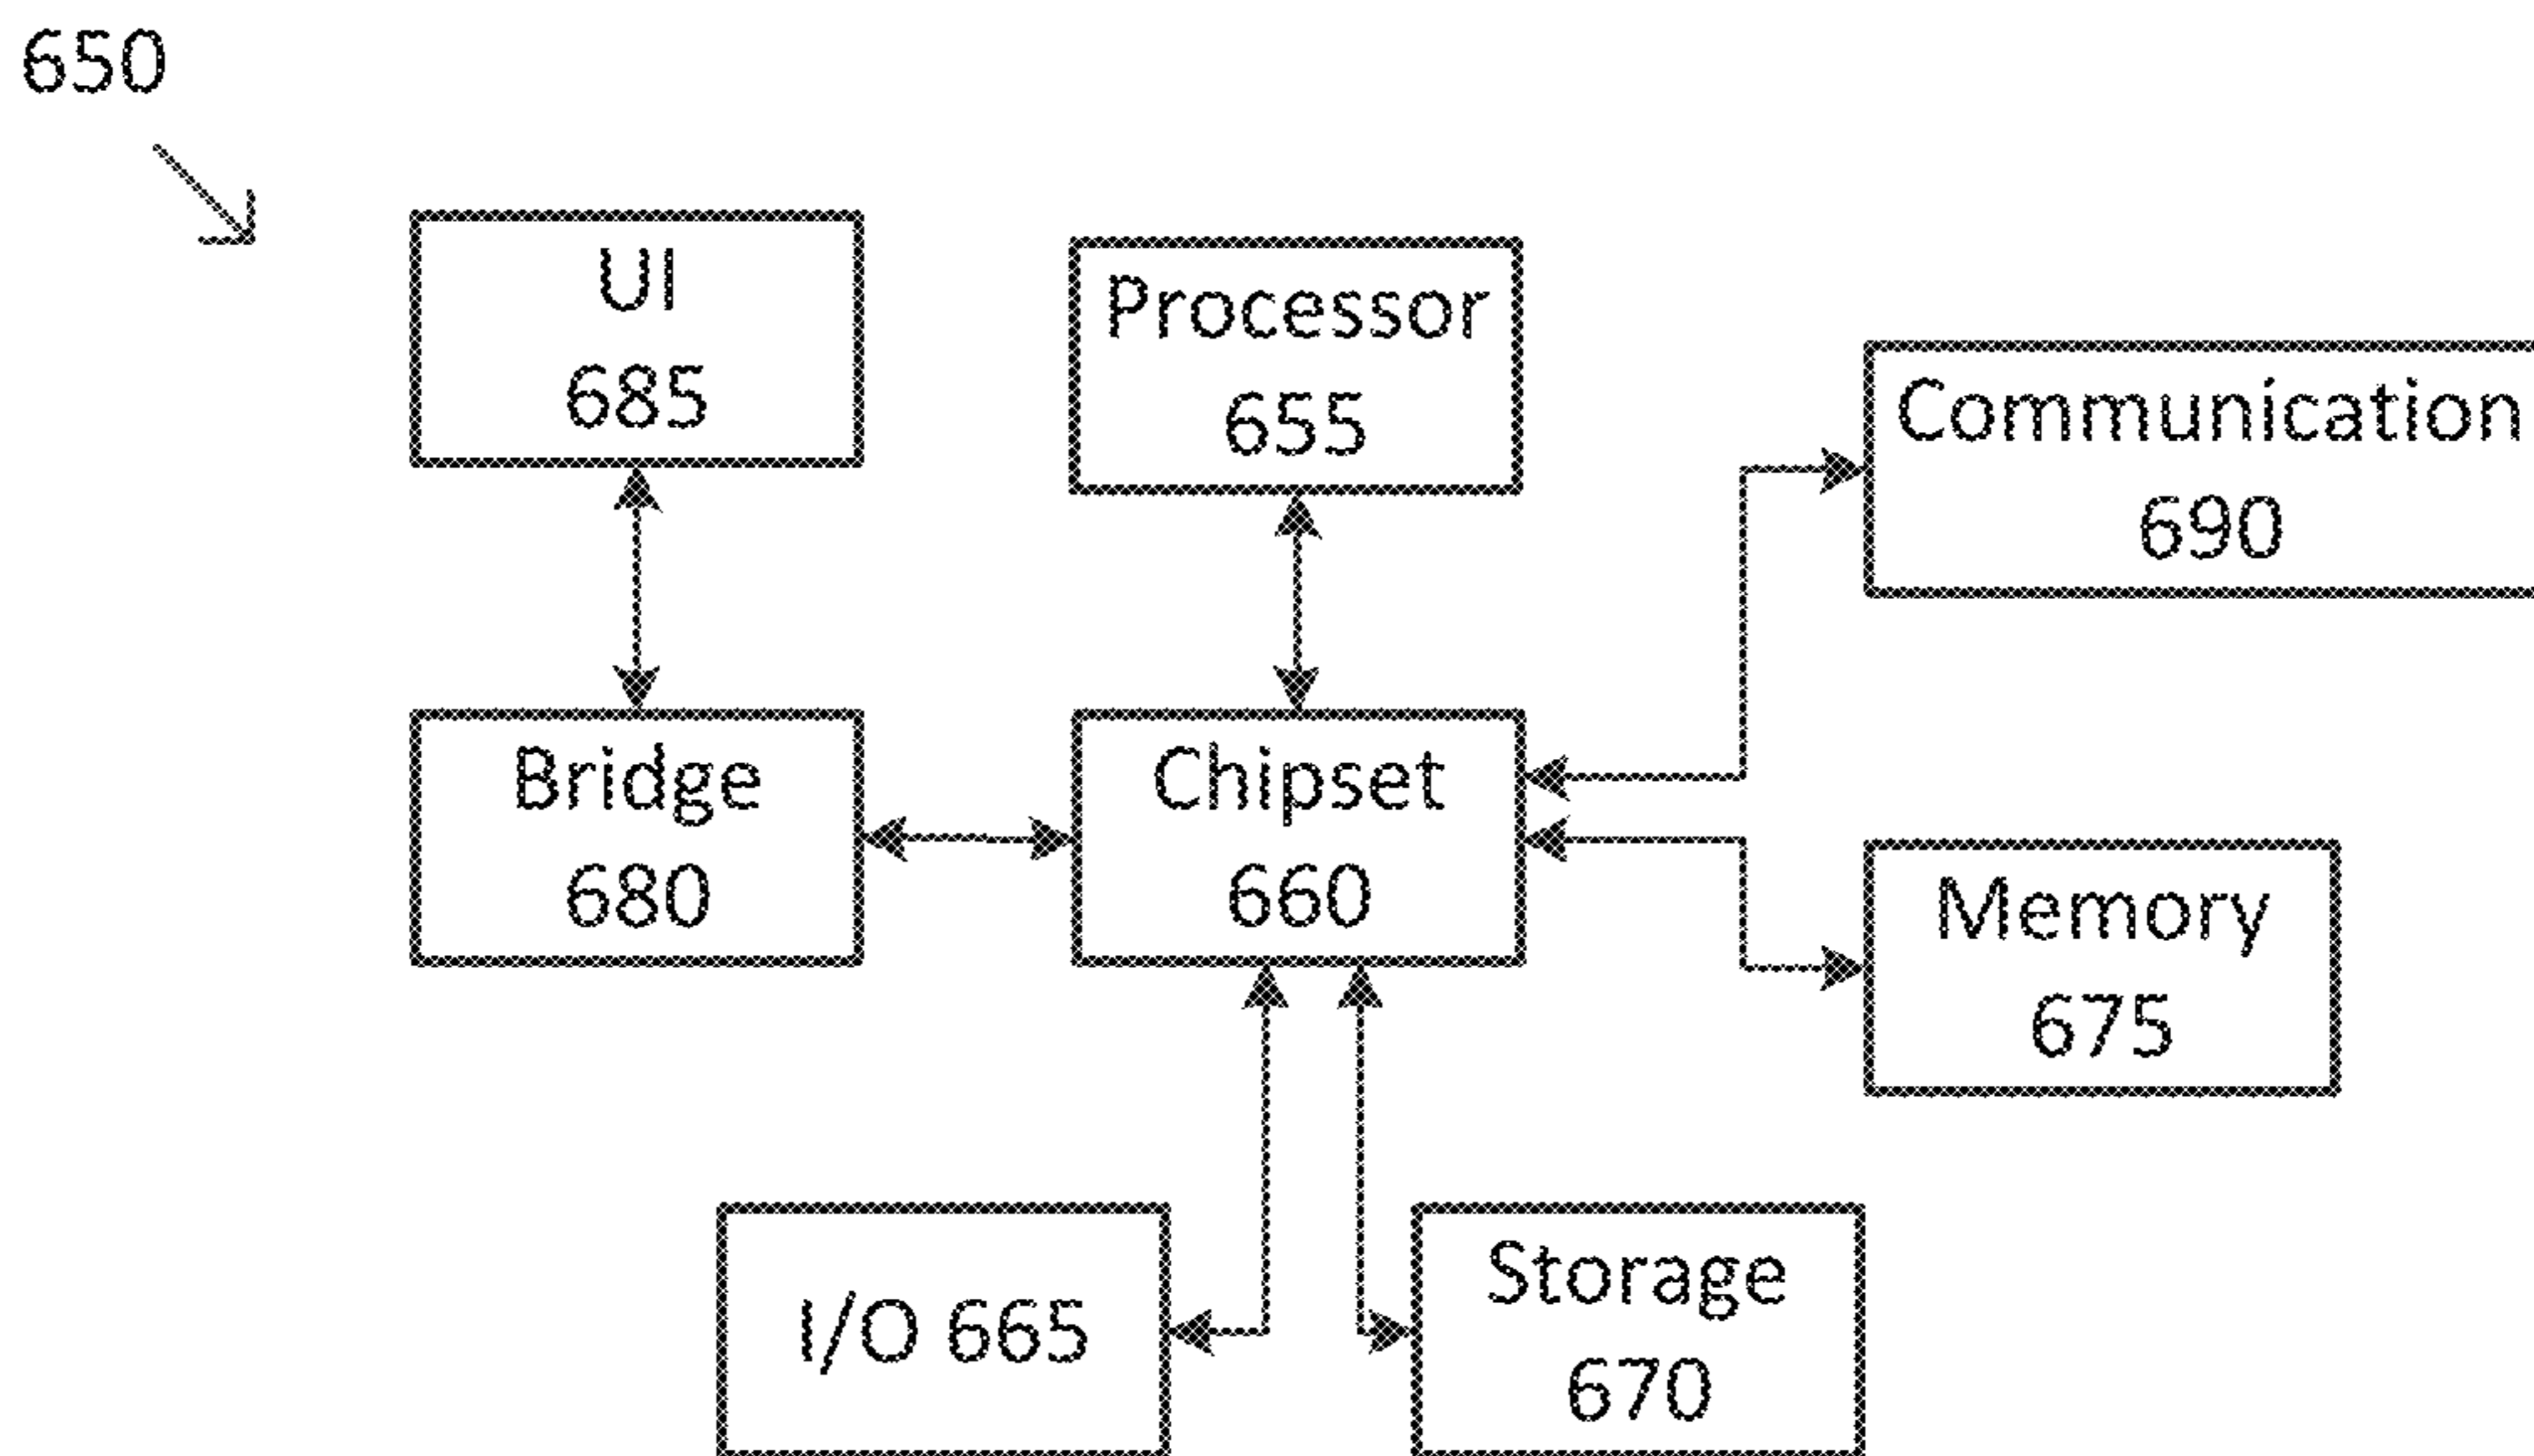 650
UI
685
Processor
655
Communication
690
Bridge
680
Chipset
660
Memory
675
I/O 665
Storage
670